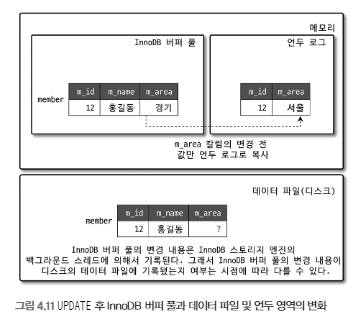 메모리
InnoDB 버퍼 풀
언두 로그
m_id m_name m_area
member 12 홍길동 경기
m_id m_area
12 서울
m_area 칼럼의 변경 전
값만 언두 로그로 복사
데이터 파일(디스크)
m_id m_name m_area
member 12 홍길동 ?
InnoDB 버퍼 풀의 변경 내용은 InnoDB 스토리지 엔진의
백그라운드 스레드에 의해서 기록된다. 그래서 InnoDB 버퍼 풀의 변경 내용이
디스크의 데이터 파일에 기록됐는지 여부는 시점에 따라 다를 수 있다.
그림 4.11 UPDATE 후 InnoDB 버퍼 풀과 데이터 파일 및 언두 영역의 변화